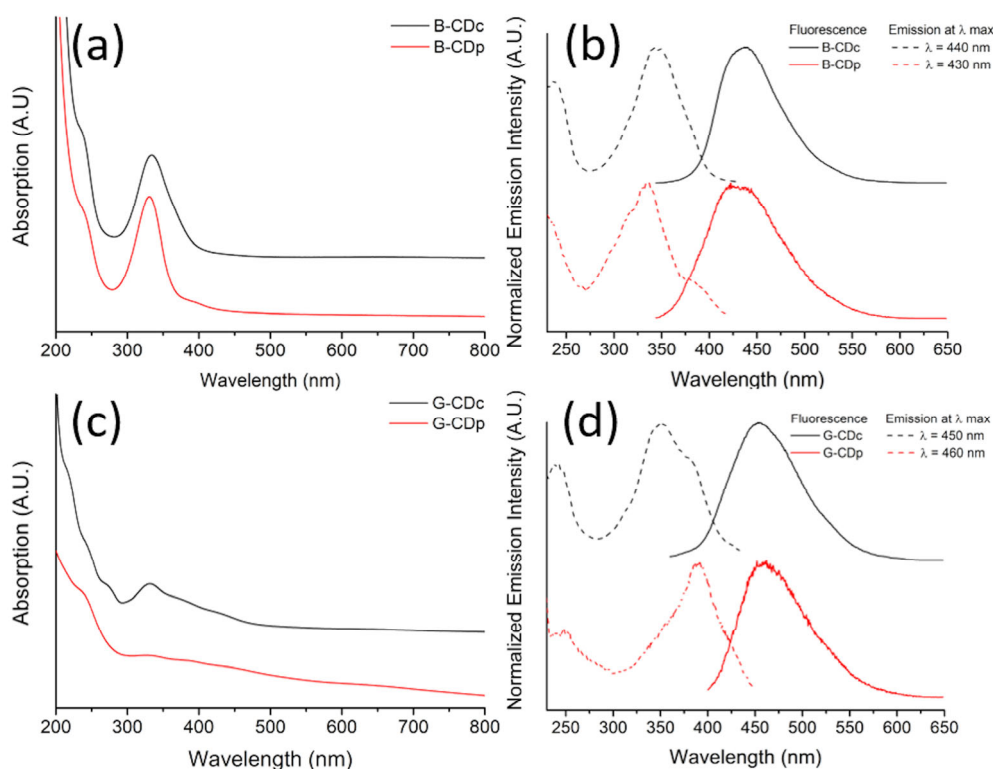 (a)
B-CDc
B-CDp
Absorption (A.U)
200 300 400 500 600 700 800
Wavelength (nm)
(b)
Fluorescence Emission at λ max
B-CDc λ = 440 nm
B-CDp λ = 430 nm
Normalized Emission Intensity (A.U.)
250 300 350 400 450 500 550 600 650
Wavelength (nm)
(c)
G-CDc
G-CDp
Absorption (A.U.)
200 300 400 500 600 700 800
Wavelength (nm)
(d)
Fluorescence Emission at λ max
G-CDc λ = 450 nm
G-CDp λ = 460 nm
Normalized Emission Intensity (A.U.)
250 300 350 400 450 500 550 600 650
Wavelength (nm)